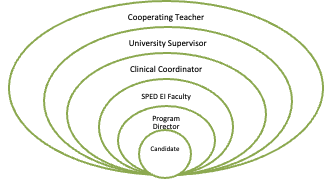 Cooperating Teacher
University Supervisor
Clinical Coordinator
SPED EI Faculty
Program
Director
Candidate